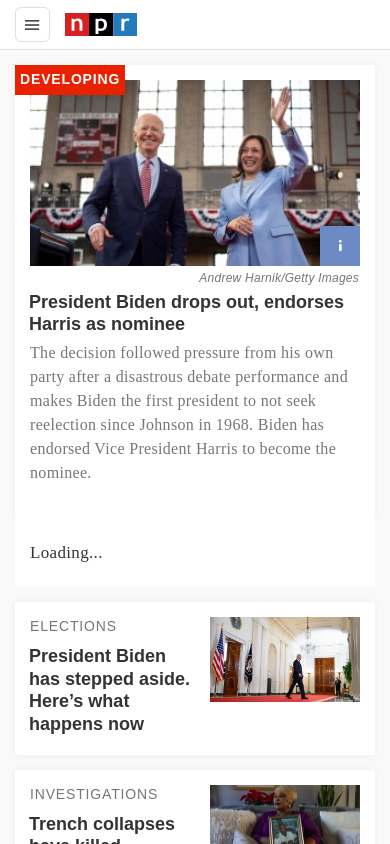 npr
DEVELOPING
Andrew Harnik/Getty Images
President Biden drops out, endorses
Harris as nominee
The decision followed pressure from his own
party after a disastrous debate performance and
makes Biden the first president to not seek
reelection since Johnson in 1968. Biden has
endorsed Vice President Harris to become the
nominee.
Loading...
ELECTIONS
President Biden
has stepped aside.
Here’s what
happens now
INVESTIGATIONS
Trench collapses
have killed